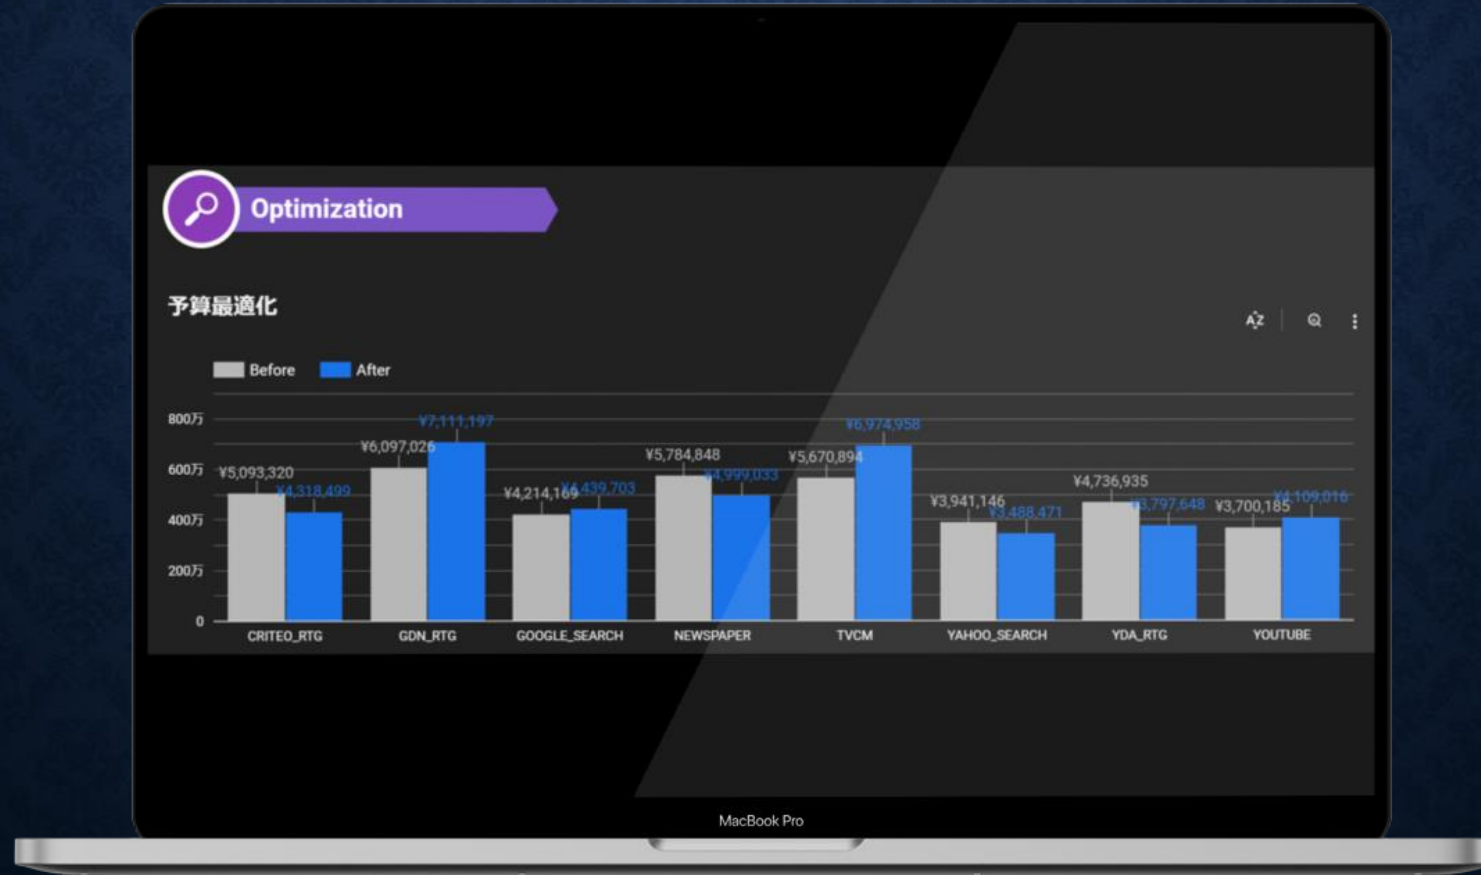 Optimization
予算最適化
AZ
Before After
800万
600万
400万
200万
0
¥5,093,320
¥4,318,499
¥6,097,026
¥7,111,197
¥4,214,169
¥4,439,703
¥5,784,848
¥4,999,033
¥5,670,894
¥6,974,958
¥3,941,146
¥3,488,471
¥4,736,935
¥3,797,648
¥3,700,185
¥4,109,016
CRITEO_RTG GDN_RTG GOOGLE_SEARCH NEWSPAPER TVCM YAHOO_SEARCH YDA_RTG YOUTUBE
MacBook Pro